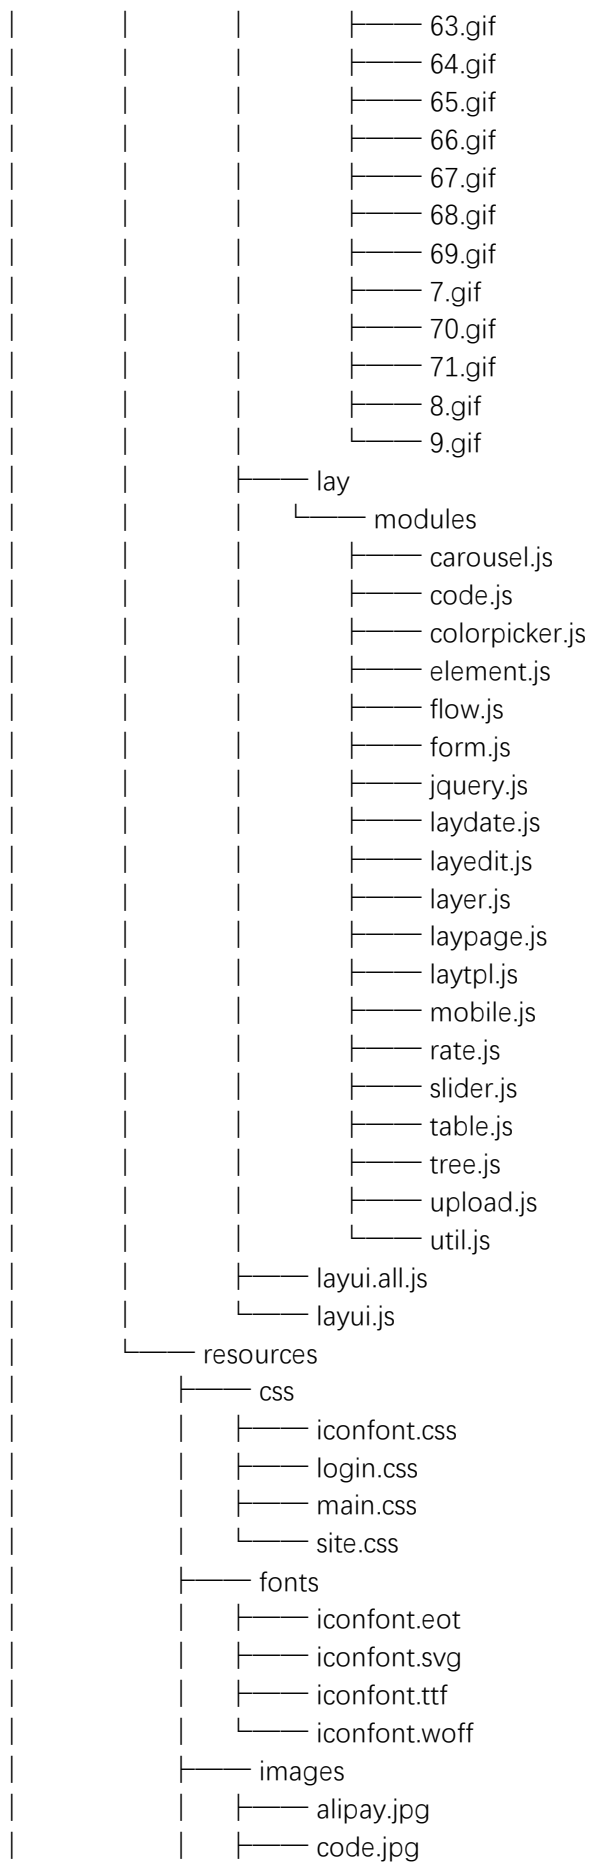 │ │ │ ├── 63.gif
│ │ │ ├── 64.gif
│ │ │ ├── 65.gif
│ │ │ ├── 66.gif
│ │ │ ├── 67.gif
│ │ │ ├── 68.gif
│ │ │ ├── 69.gif
│ │ │ ├── 7.gif
│ │ │ ├── 70.gif
│ │ │ ├── 71.gif
│ │ │ ├── 8.gif
│ │ │ └── 9.gif
│ │ ├── lay
│ │ │ └── modules
│ │ │ ├── carousel.js
│ │ │ ├── code.js
│ │ │ ├── colorpicker.js
│ │ │ ├── element.js
│ │ │ ├── flow.js
│ │ │ ├── form.js
│ │ │ ├── jquery.js
│ │ │ ├── laydate.js
│ │ │ ├── layedit.js
│ │ │ ├── layer.js
│ │ │ ├── laypage.js
│ │ │ ├── laytpl.js
│ │ │ ├── mobile.js
│ │ │ ├── rate.js
│ │ │ ├── slider.js
│ │ │ ├── table.js
│ │ │ ├── tree.js
│ │ │ ├── upload.js
│ │ │ └── util.js
│ │ ├── layui.all.js
│ │ └── layui.js
│ └── resources
│ ├── css
│ │ ├── iconfont.css
│ │ ├── login.css
│ │ ├── main.css
│ │ └── site.css
│ ├── fonts
│ │ ├── iconfont.eot
│ │ ├── iconfont.svg
│ │ ├── iconfont.ttf
│ │ └── iconfont.woff
│ ├── images
│ │ ├── alipay.jpg
│ │ ├── code.jpg